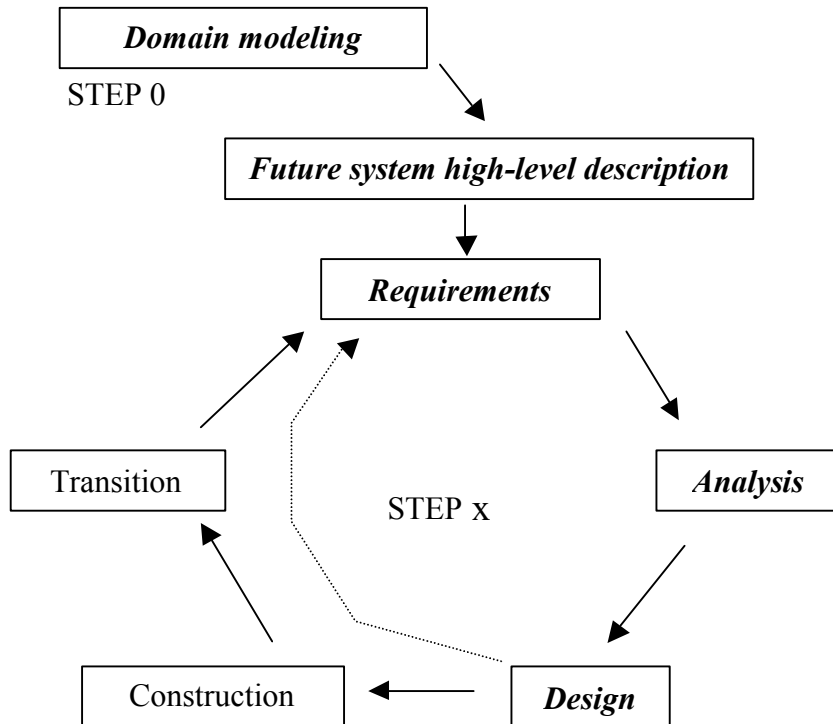 Domain modeling
STEP 0
Future system high-level description
Requirements
Transition
Analysis
STEP x
Construction
Design